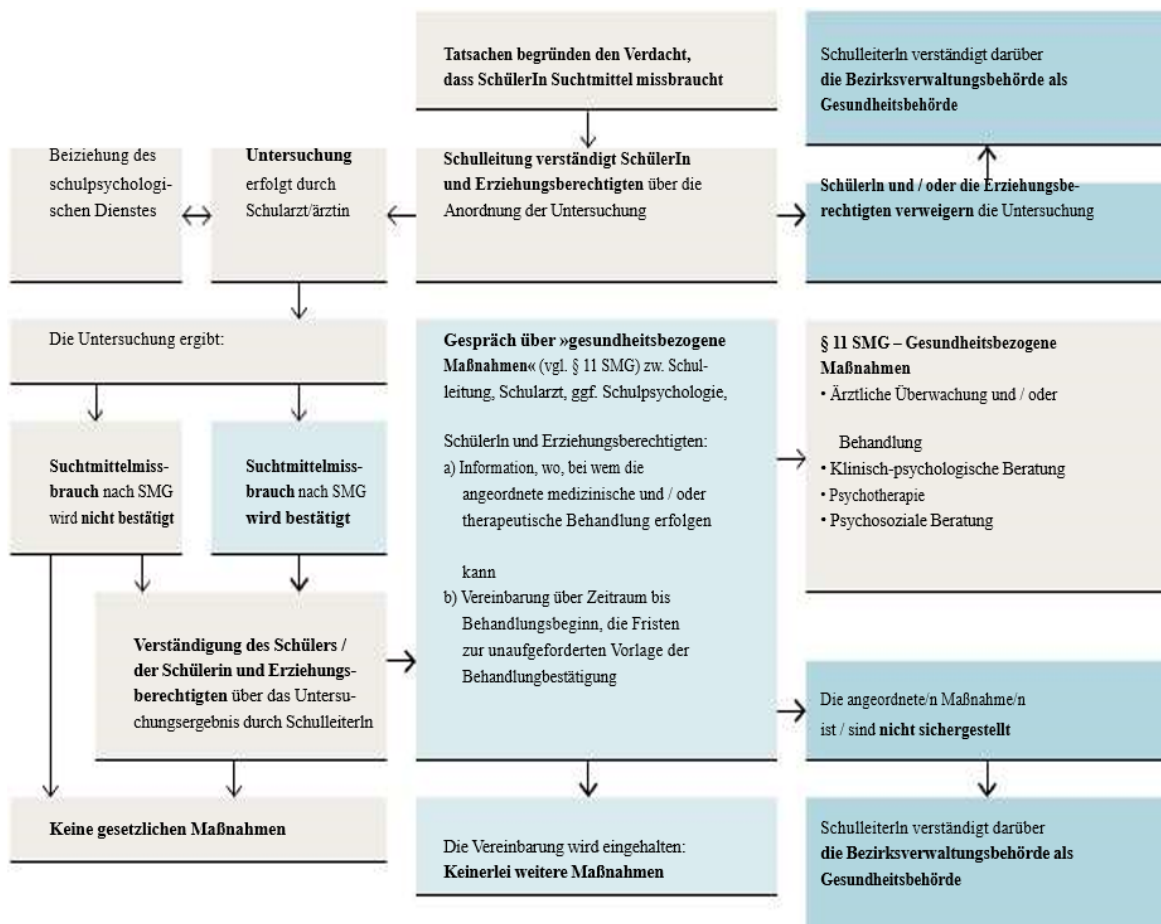 Tatsachen begründen den Verdacht,
dass SchülerIn Suchtmittel missbraucht
SchulleiterIn verständigt darüber
die Bezirksverwaltungsbehörde als
Gesundheitsbehörde
Beiziehung des
schulpsychologi-
schen Dienstes
Untersuchung
erfolgt durch
Schularzt/ärztin
Schulleitung verständigt SchülerIn
und Erziehungsberechtigten über die
Anordnung der Untersuchung
SchülerIn und / oder die Erziehungsbe-
rechtigten verweigern die Untersuchung
Die Untersuchung ergibt:
Suchtmittelmiss-
brauch nach SMG
wird nicht bestätigt
Suchtmittelmiss-
brauch nach SMG
wird bestätigt
Verständigung des Schülers /
der Schülerin und Erziehungs-
berechtigten über das Untersu-
chungsergebnis durch SchulleiterIn
Keine gesetzlichen Maßnahmen
Gespräch über »gesundheitsbezogene
Maßnahmen« (vgl. § 11 SMG) zw. Schul-
leitung, Schularzt, ggf. Schulpsychologie,
SchülerIn und Erziehungsberechtigten:
a) Information, wo, bei wem die
angeordnete medizinische und / oder
therapeutische Behandlung erfolgen
kann
b) Vereinbarung über Zeitraum bis
Behandlungsbeginn, die Fristen
zur unaufgeforderten Vorlage der
Behandlungbestätigung
Die Vereinbarung wird eingehalten:
Keinerlei weitere Maßnahmen
§ 11 SMG – Gesundheitsbezogene
Maßnahmen
• Ärztliche Überwachung und / oder
Behandlung
• Klinisch-psychologische Beratung
• Psychotherapie
• Psychosoziale Beratung
Die angeordnete/n Maßnahme/n
ist / sind nicht sichergestellt
SchulleiterIn verständigt darüber
die Bezirksverwaltungsbehörde als
Gesundheitsbehörde